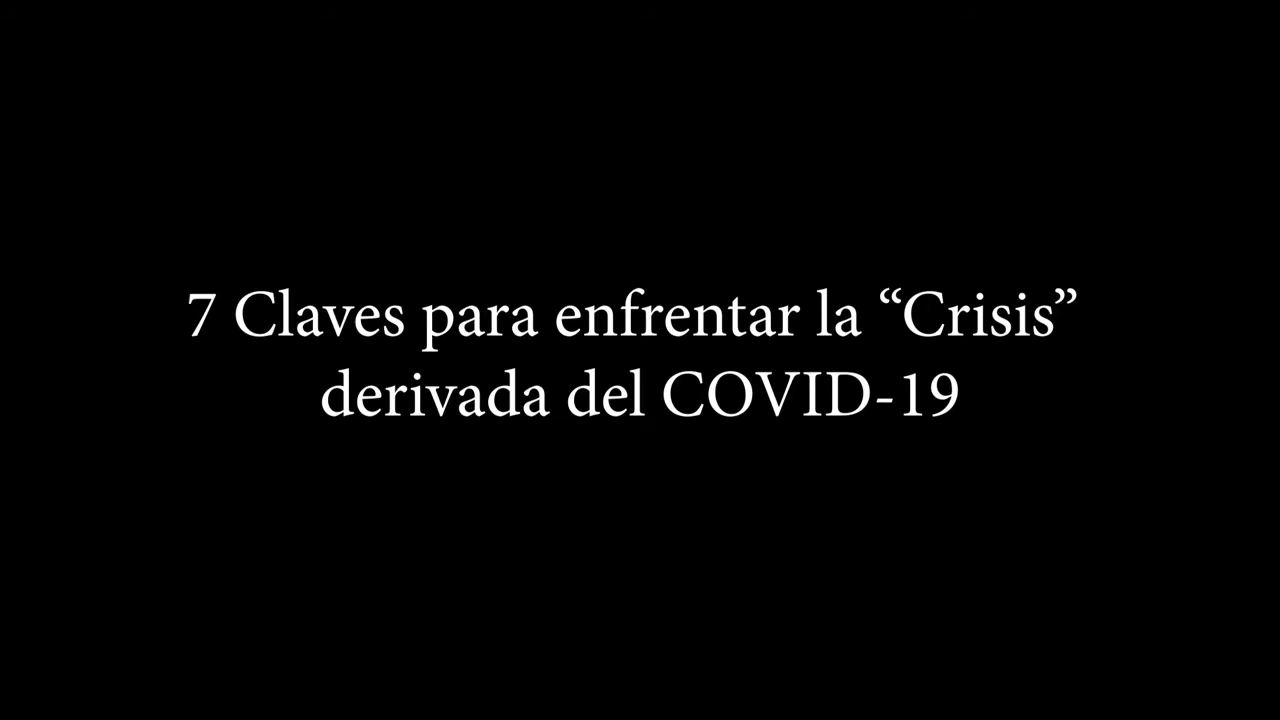 7 Claves para enfrentar la “Crisis”
derivada del COVID-19